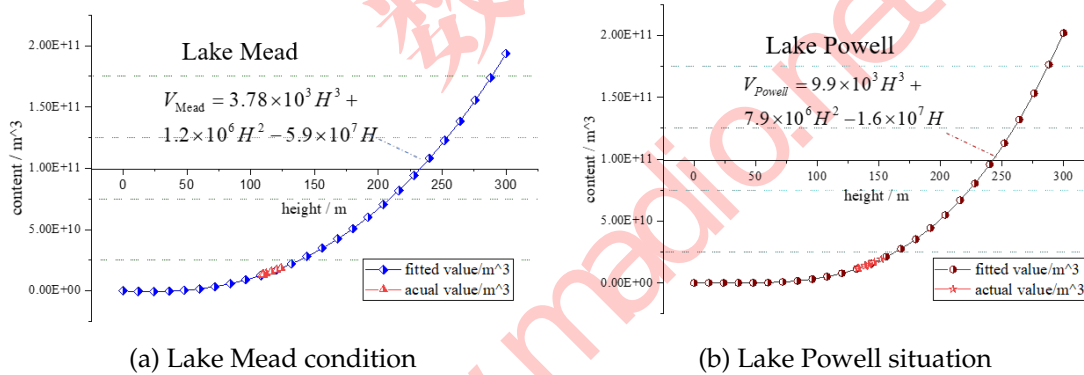 2.00E+11
1.50E+11
1.00E+11
5.00E+10
0.00E+00
content / m^3
Lake Mead
V_Mead = 3.78×10^3 H^3 +
1.2×10^6 H^2 −5.9×10^7 H
0 50 100 150 200 250 300
height / m
fitted value/m^3
acual value/m^3
(a) Lake Mead condition
2.00E+11
1.50E+11
1.00E+11
5.00E+10
0.00E+00
content / m^3
Lake Powell
V_Powell = 9.9×10^3 H^3 +
7.9×10^6 H^2 −1.6×10^7 H
0 50 100 150 200 250 300
height / m
fitted value/m^3
actual value/m^3
(b) Lake Powell situation
数
madio.net